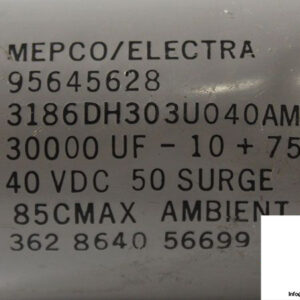 MEPCO/ELECTRA
95645628
3186DH303U040AM
30000 UF - 10 + 75
40 VDC 50 SURGE
85CMAX AMBIENT
362 8640 56699